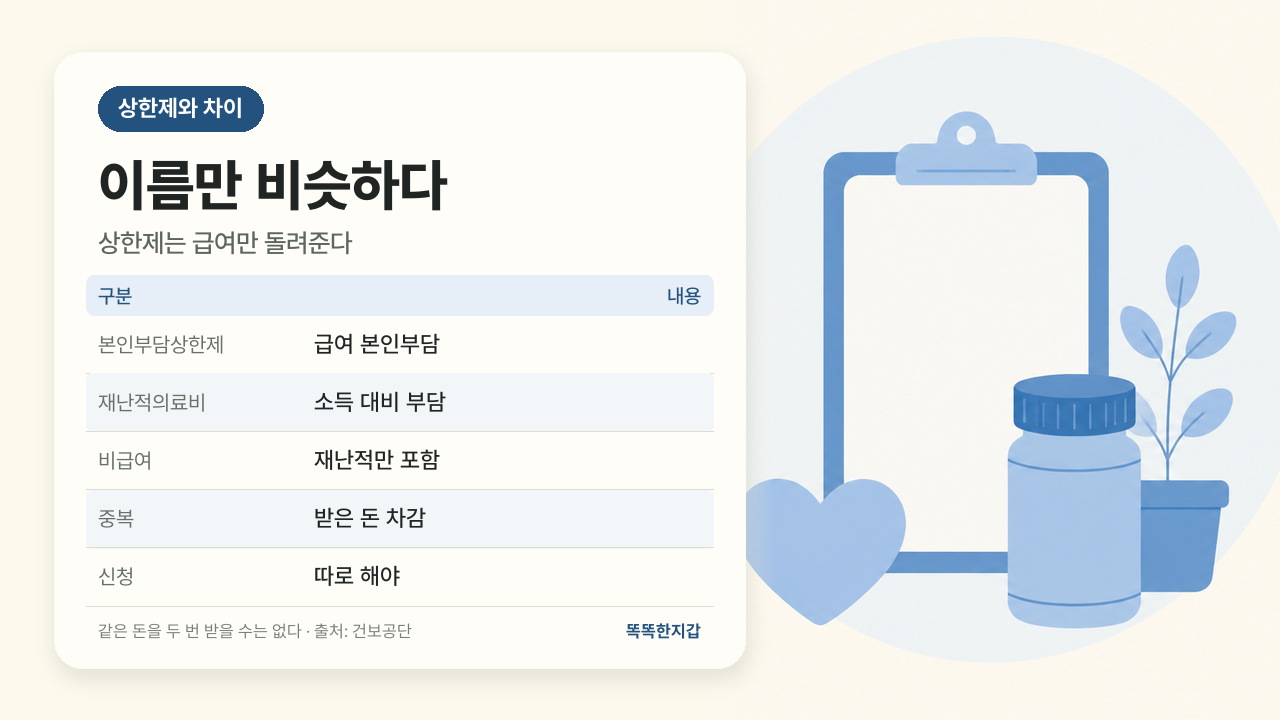 상한제와 차이
이름만 비슷하다
상한제는 급여만 돌려준다
구분 내용
본인부담상한제 급여 본인부담
재난적의료비 소득 대비 부담
비급여 재난적만 포함
중복 받은 돈 차감
신청 따로 해야
같은 돈을 두 번 받을 수는 없다 · 출처: 건보공단 똑똑한지갑